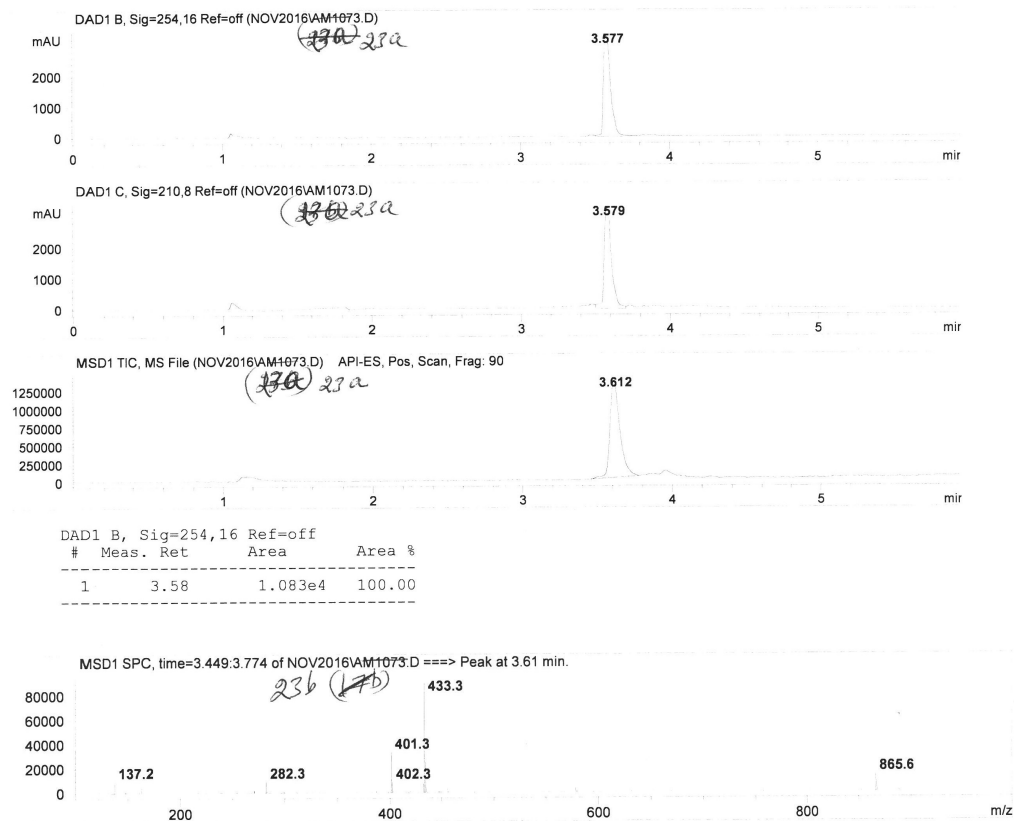 DAD1 B, Sig=254,16 Ref=off (NOV2016\AM1073.D)
mAU
23a
3.577
2000
1000
0
0 1 2 3 4 5 mir
DAD1 C, Sig=210,8 Ref=off (NOV2016\AM1073.D)
mAU
23a
3.579
2000
1000
0
0 1 2 3 4 5 mir
MSD1 TIC, MS File (NOV2016\AM1073.D) API-ES, Pos, Scan, Frag: 90
23a
3.612
1250000
1000000
750000
500000
250000
0
1 2 3 4 5 mir
DAD1 B, Sig=254,16 Ref=off
# Meas. Ret Area Area %
1 3.58 1.083e4 100.00
MSD1 SPC, time=3.449:3.774 of NOV2016\AM1073.D ===> Peak at 3.61 min.
23b (17b)
433.3
80000
60000
40000
401.3
20000
137.2 282.3 402.3 865.6
0
200 400 600 800 m/z